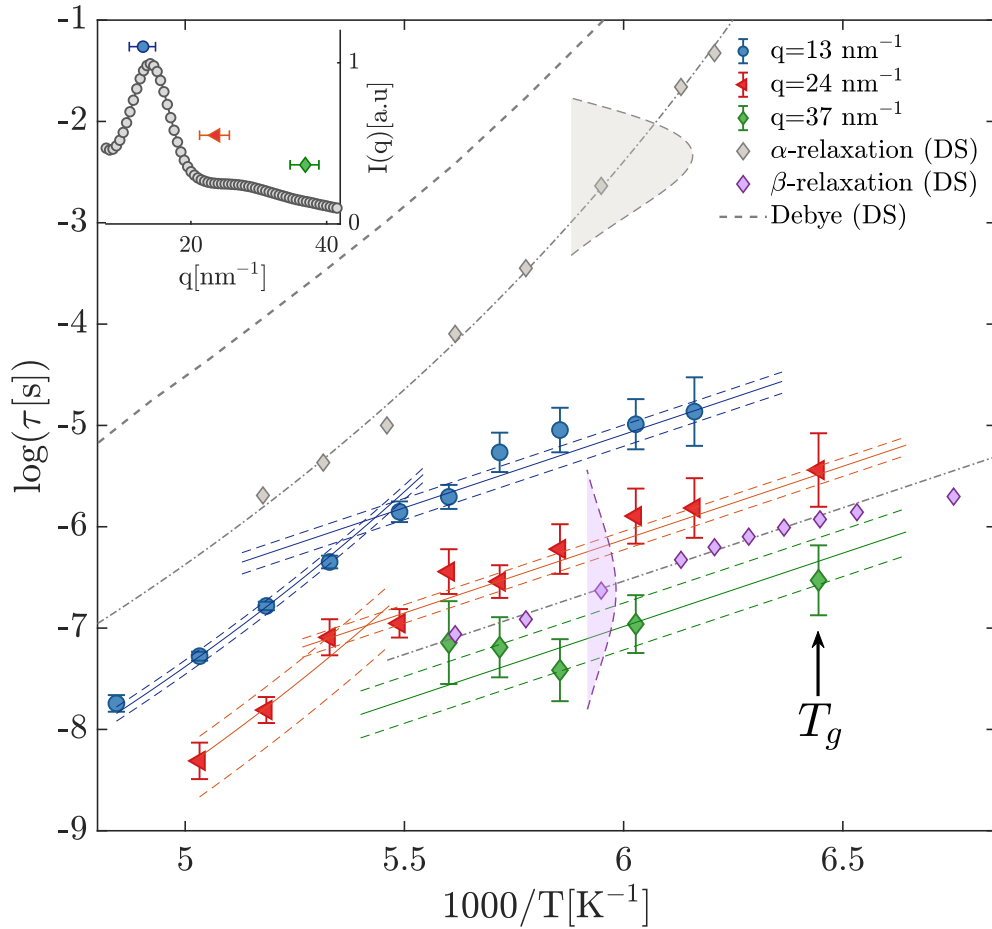 -1
-2
-3
-4
-5
-6
-7
-8
-9
log(τ[s])
5
5.5
6
6.5
1000/T[K⁻¹]
1
0
I(q)[a.u]
20
40
q[nm⁻¹]
q=13 nm⁻¹
q=24 nm⁻¹
q=37 nm⁻¹
α-relaxation (DS)
β-relaxation (DS)
Debye (DS)
T_g